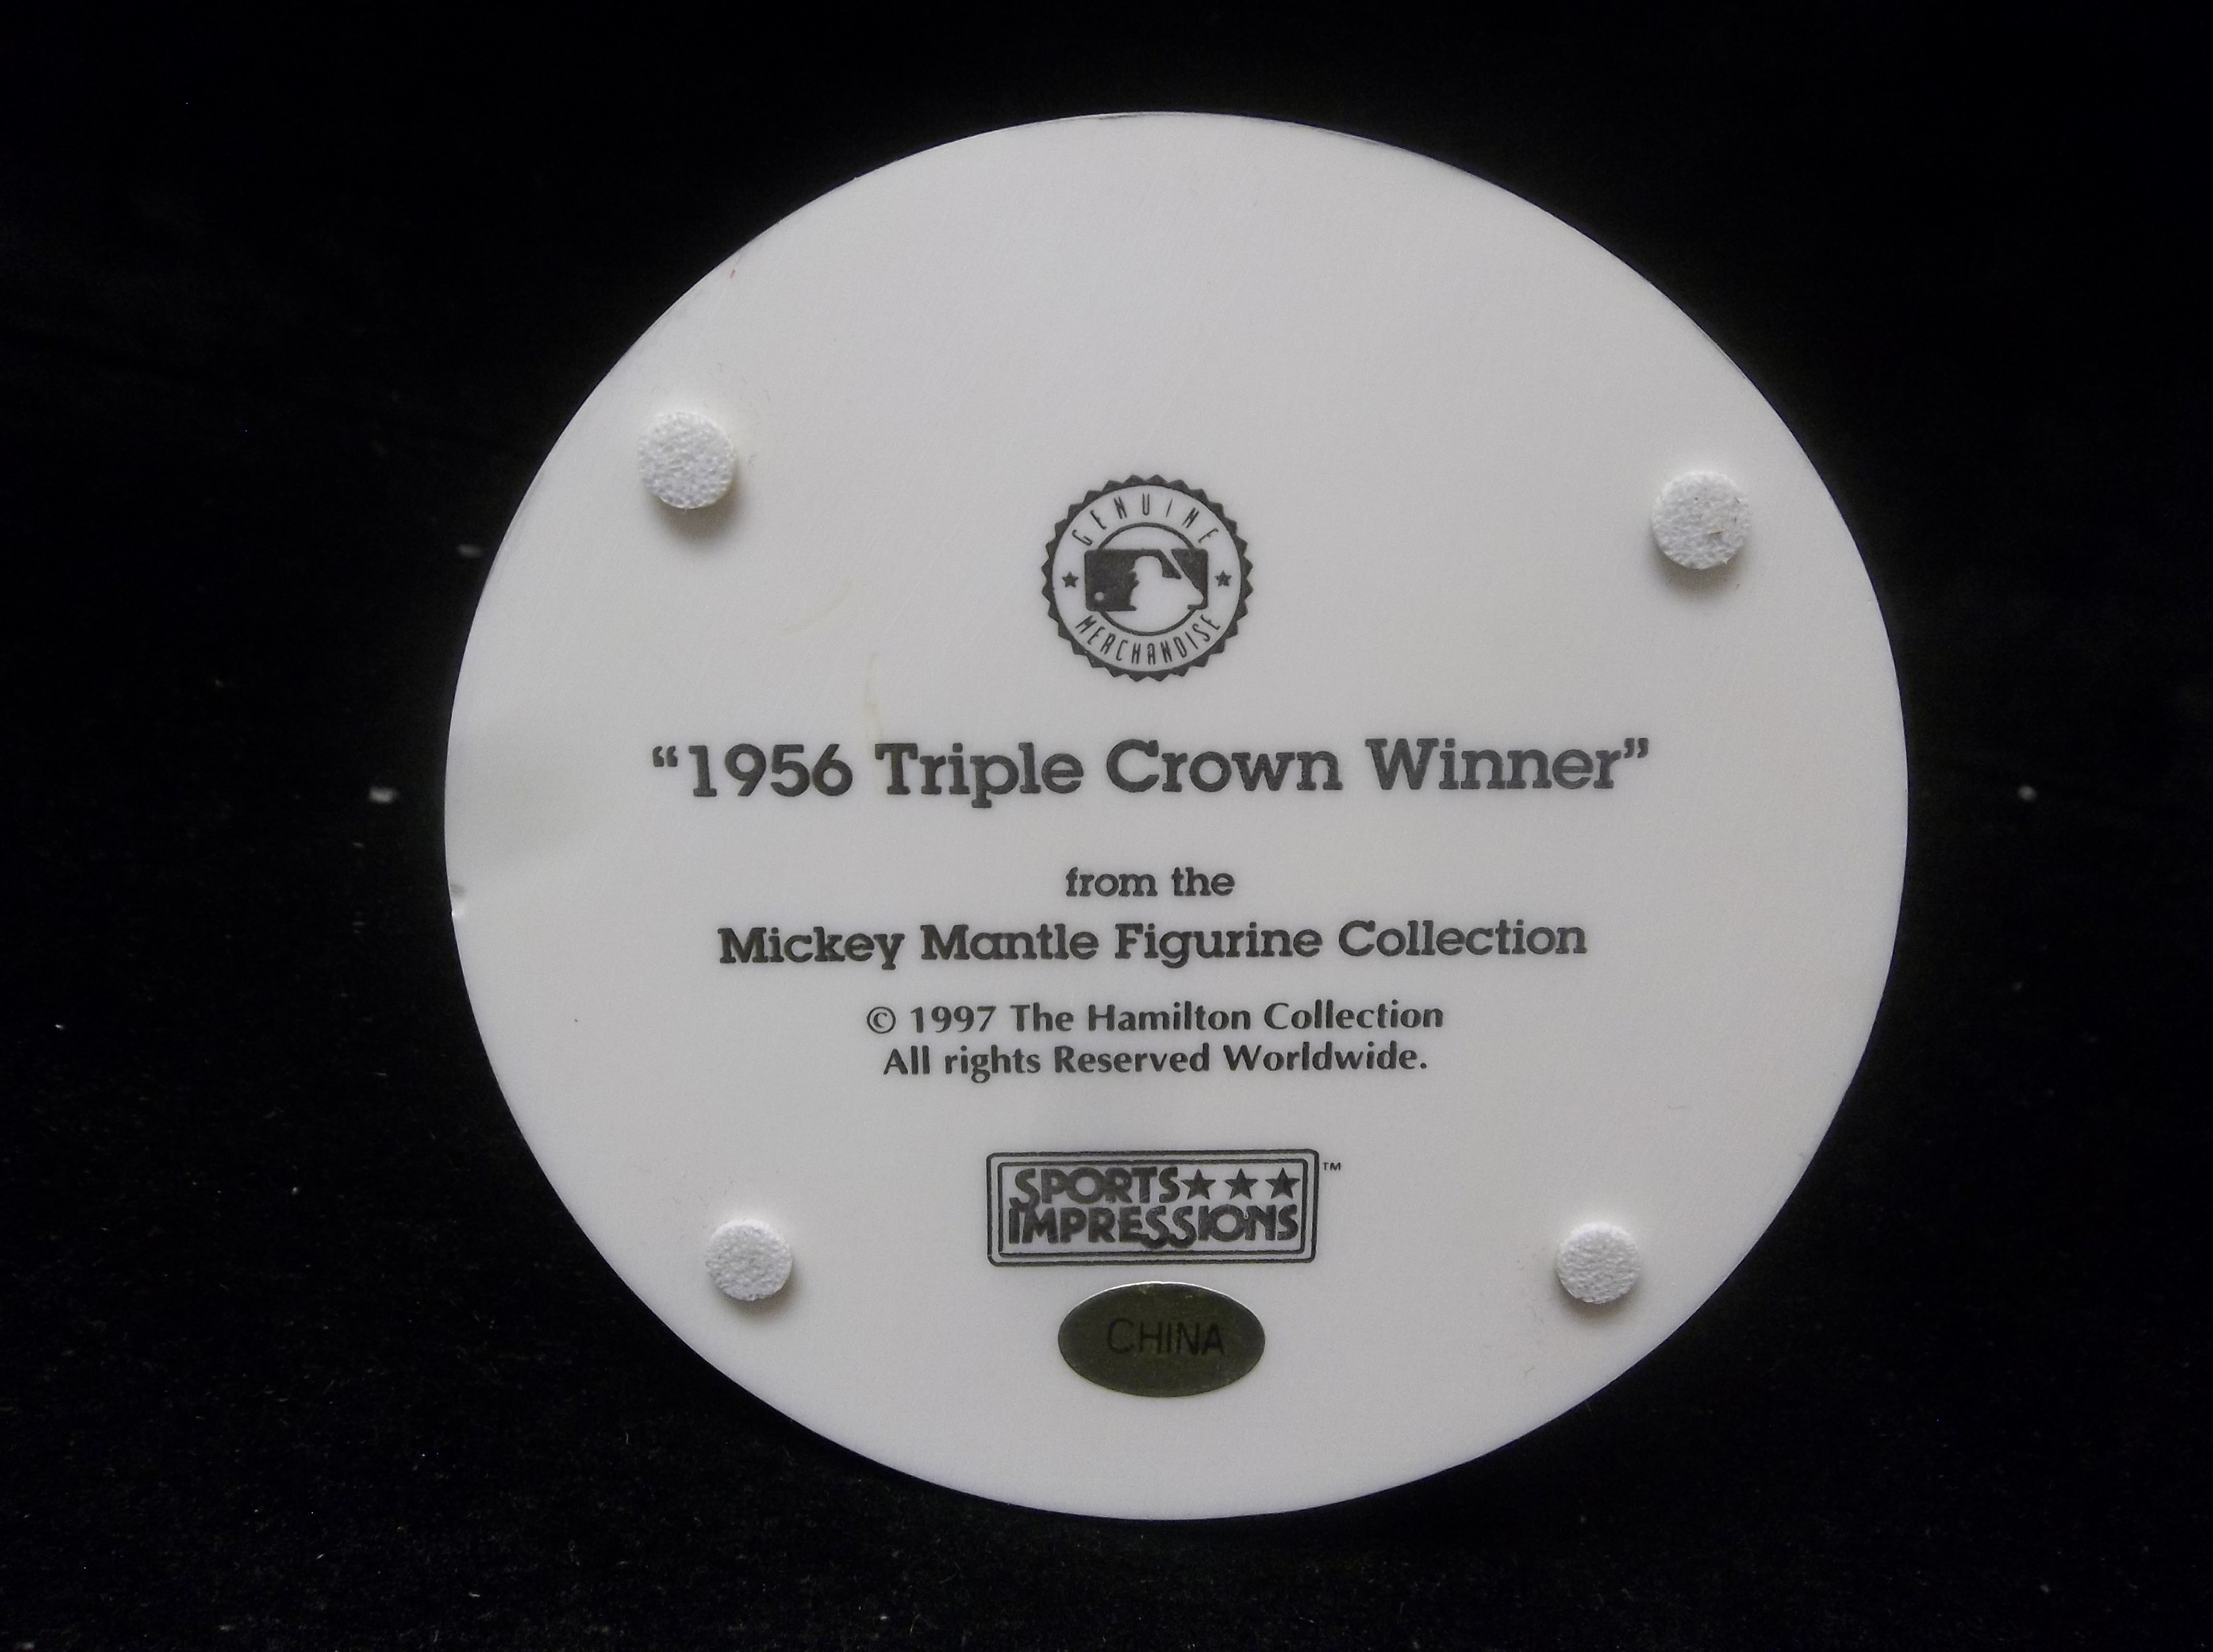 GENUINE
MERCHANDISE
“1956 Triple Crown Winner”
from the
Mickey Mantle Figurine Collection
© 1997 The Hamilton Collection
All rights Reserved Worldwide.
SPORTS★★★ ™
IMPRESSIONS
CHINA